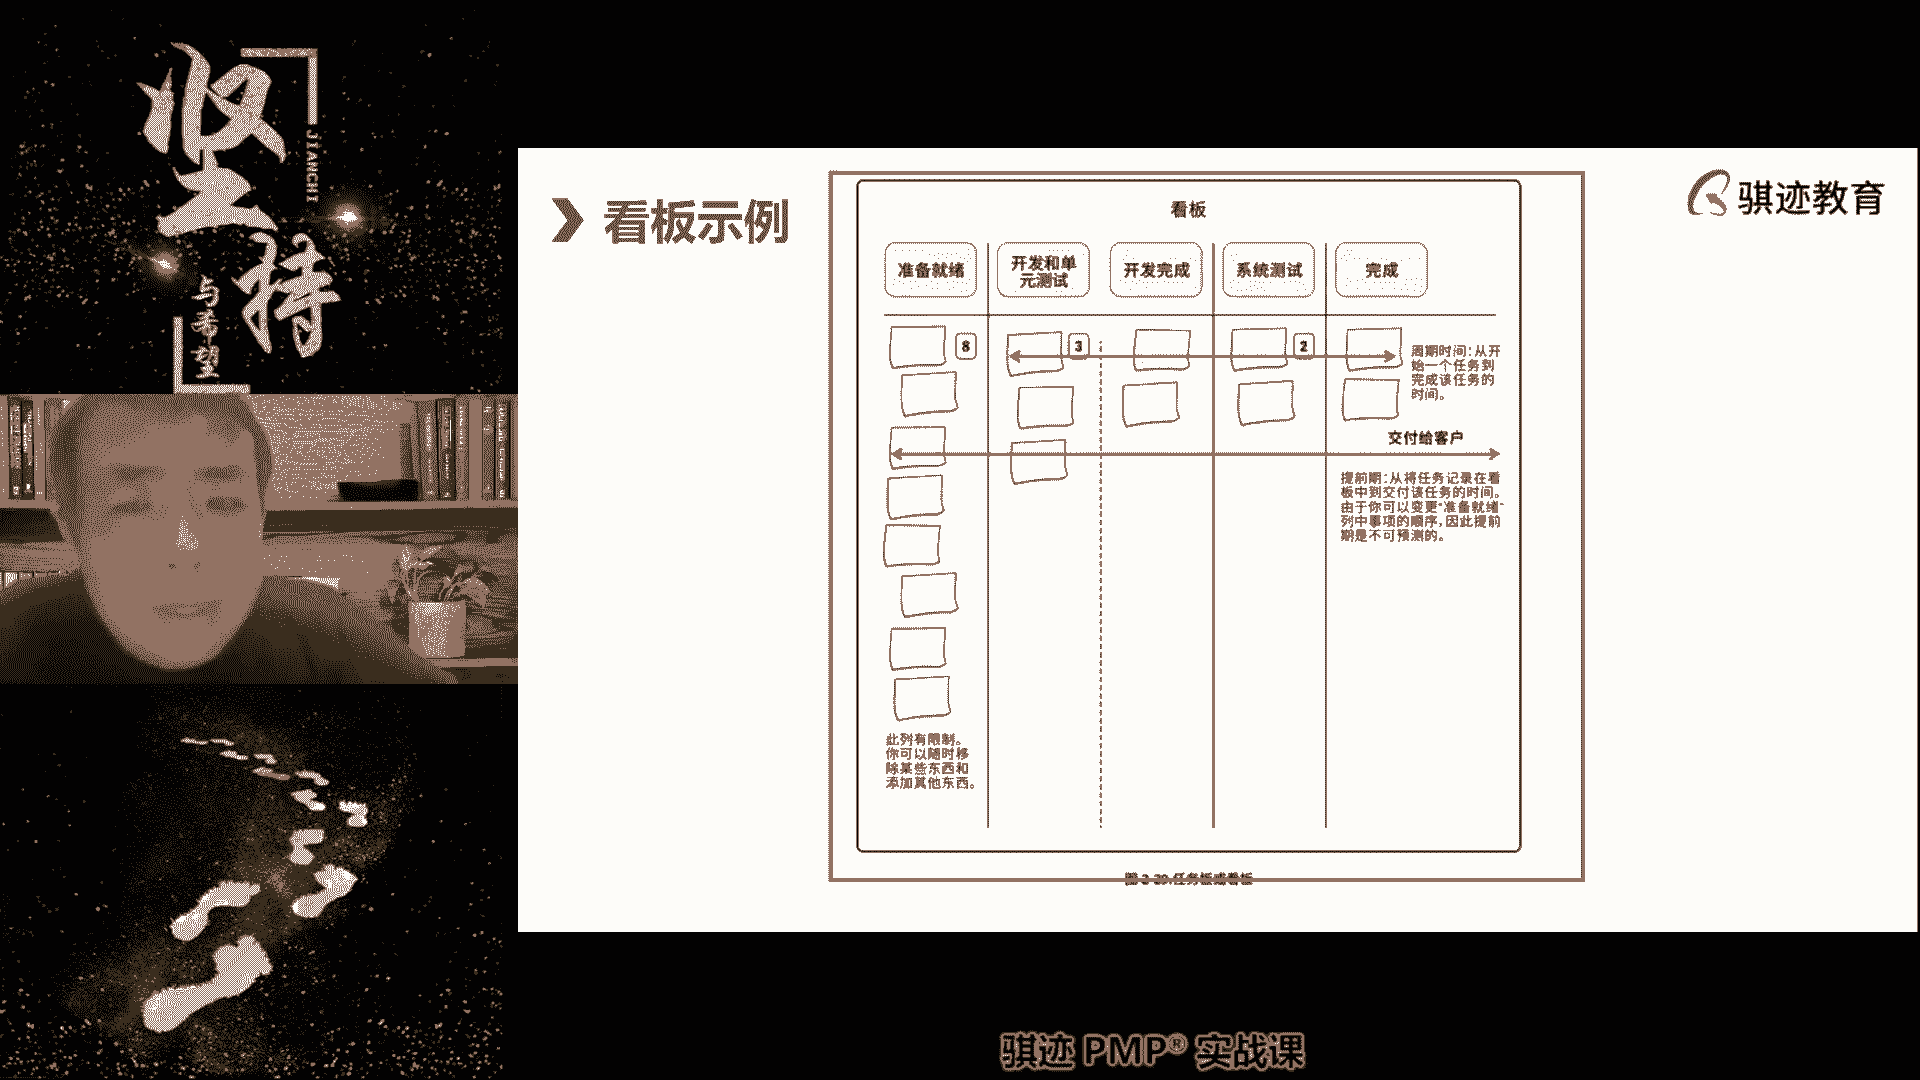 坚持
JIANCHI
与希望
看板示例
骐迹教育
看板
准备就绪
开发和单
元测试
开发完成
系统测试
完成
8
3
2
周期时间：从开
始一个任务到
完成该任务的
时间。
交付给客户
提前期：从将任务记录在看
板中到交付该任务的时间。
由于你可以变更“准备就绪”
列中事项的顺序，因此提前
期是不可预测的。
此列有限制。
你可以随时移
除某些东西和
添加其他东西。
任务板或看板
骐迹 PMP® 实战课